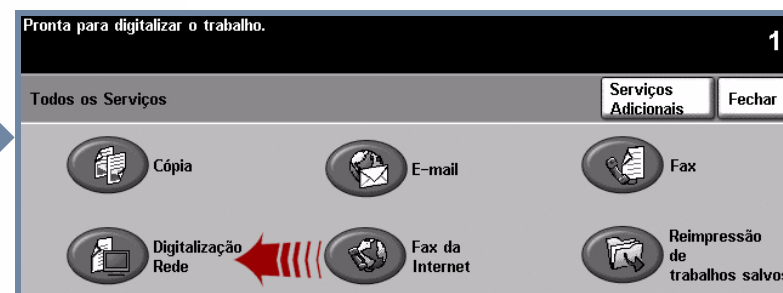 Pronta para digitalizar o trabalho.
1
Todos os Serviços
Serviços
Adicionais
Fechar
Cópia
E-mail
Fax
Digitalização
Rede
Fax da
Internet
Reimpressão
de
trabalhos salvos